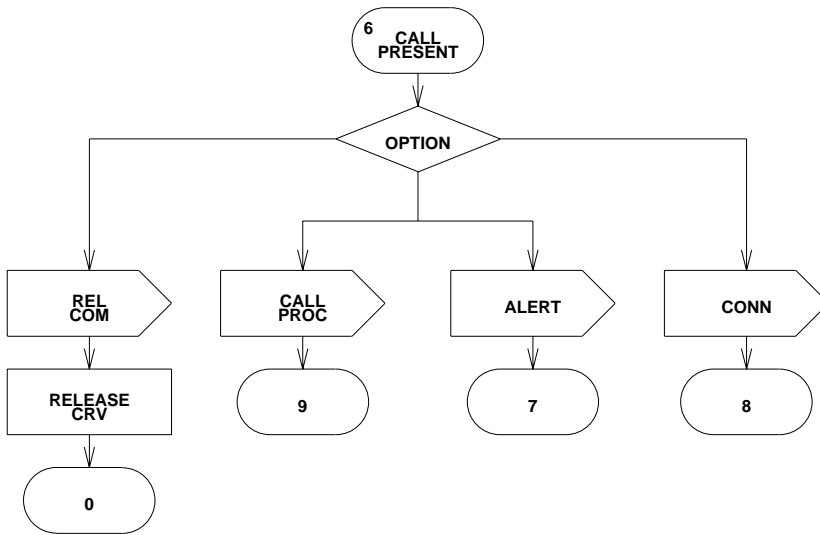 6
CALL
PRESENT
OPTION
REL
COM
CALL
PROC
ALERT
CONN
RELEASE
CRV
9
7
8
0